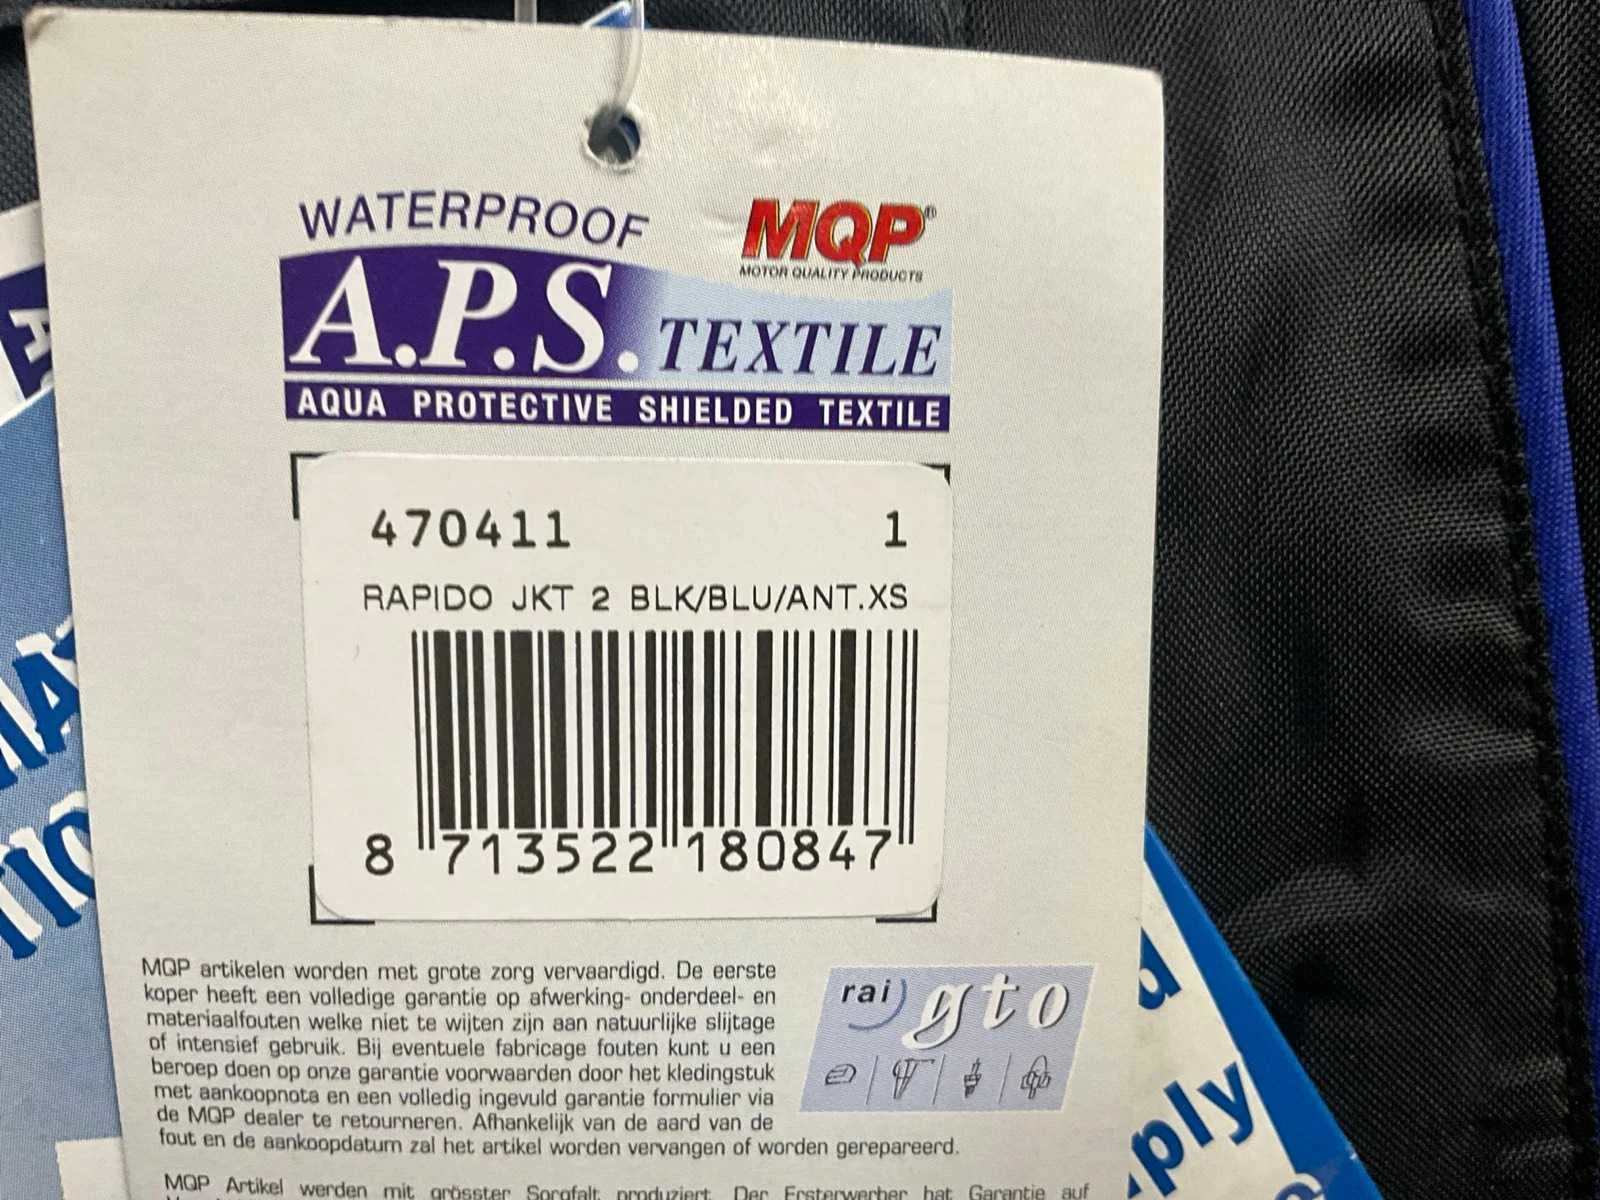 WATERPROOF
MQP®
MOTOR QUALITY PRODUCTS
A.P.S. TEXTILE
AQUA PROTECTIVE SHIELDED TEXTILE
470411 1
RAPIDO JKT 2 BLK/BLU/ANT.XS
8 713522 180847
MQP artikelen worden met grote zorg vervaardigd. De eerste
koper heeft een volledige garantie op afwerking- onderdeel- en
materiaalfouten welke niet te wijten zijn aan natuurlijke slijtage
of intensief gebruik. Bij eventuele fabricage fouten kunt u een
beroep doen op onze garantie voorwaarden door het kledingstuk
met aankoopnota en een volledig ingevuld garantie formulier via
de MQP dealer te retourneren. Afhankelijk van de aard van de
fout en de aankoopdatum zal het artikel worden vervangen of worden gerepareerd.
rai gto
MQP Artikel werden mit grösster Sorgfalt produziert. Der Ersterwerber hat Garantie auf
ply